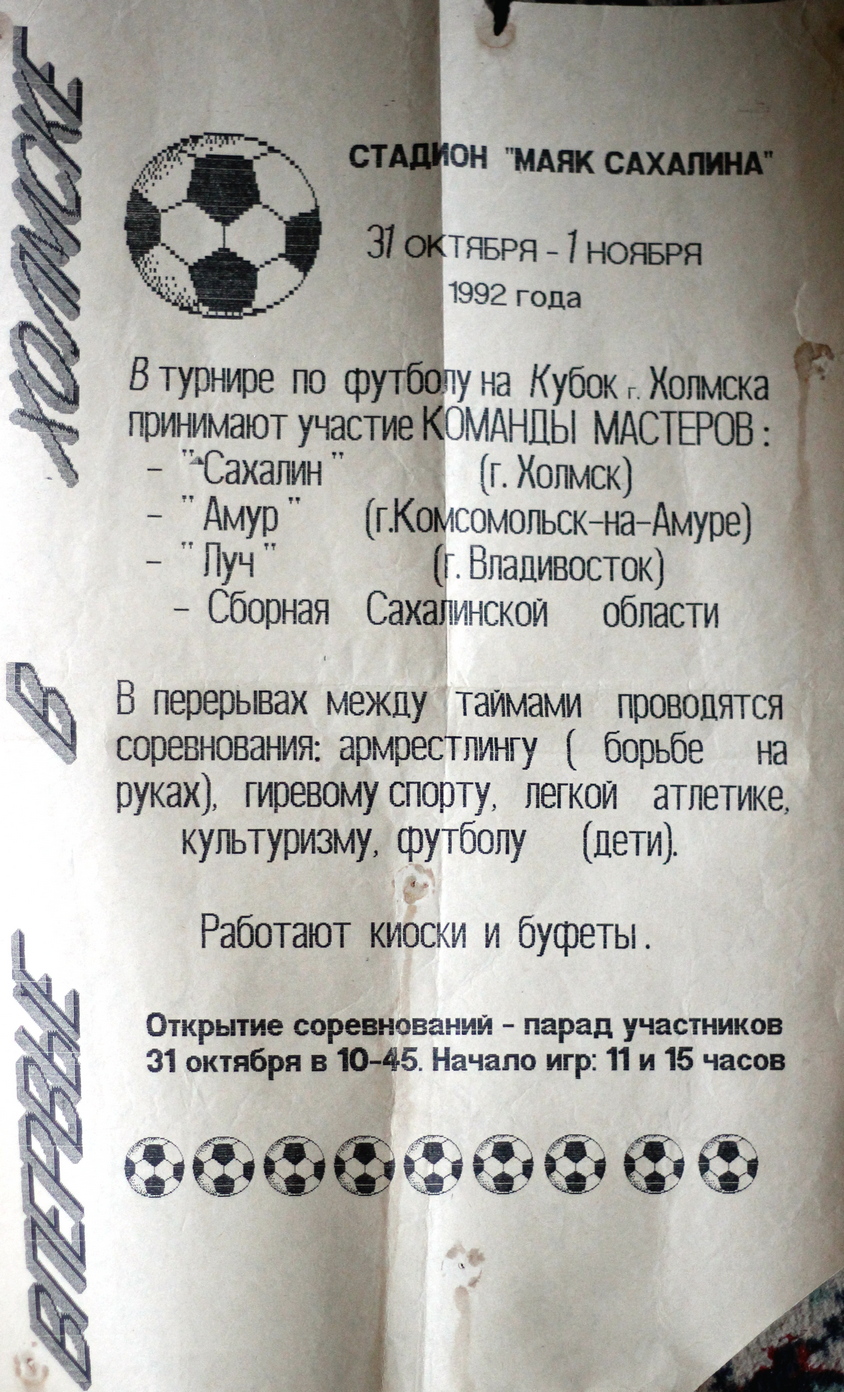 ВПЕРВЫЕ В ХОЛМСКЕ
СТАДИОН "МАЯК САХАЛИНА"
31 ОКТЯБРЯ - 1 НОЯБРЯ
1992 года
В турнире по футболу на Кубок г. Холмска
принимают участие КОМАНДЫ МАСТЕРОВ:
- "Сахалин" (г. Холмск)
- "Амур" (г.Комсомольск-на-Амуре)
- "Луч" (г. Владивосток)
- Сборная Сахалинской области
В перерывах между таймами проводятся
соревнования: армрестлингу ( борьбе на
руках), гиревому спорту, легкой атлетике,
культуризму, футболу (дети).
Работают киоски и буфеты.
Открытие соревнований - парад участников
31 октября в 10-45. Начало игр: 11 и 15 часов